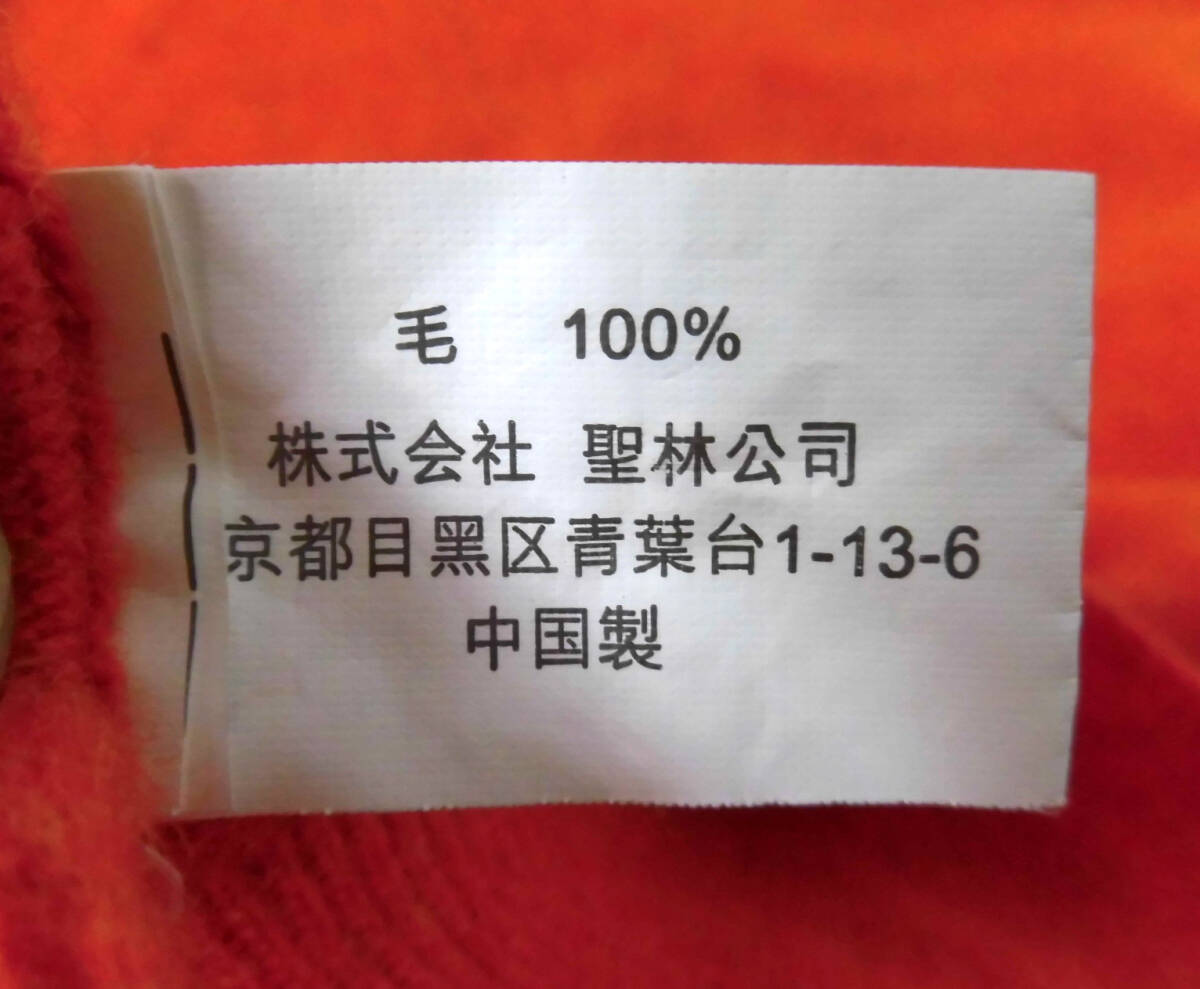 毛 100%
株式会社 聖林公司
京都目黒区青葉台1-13-6
中国製